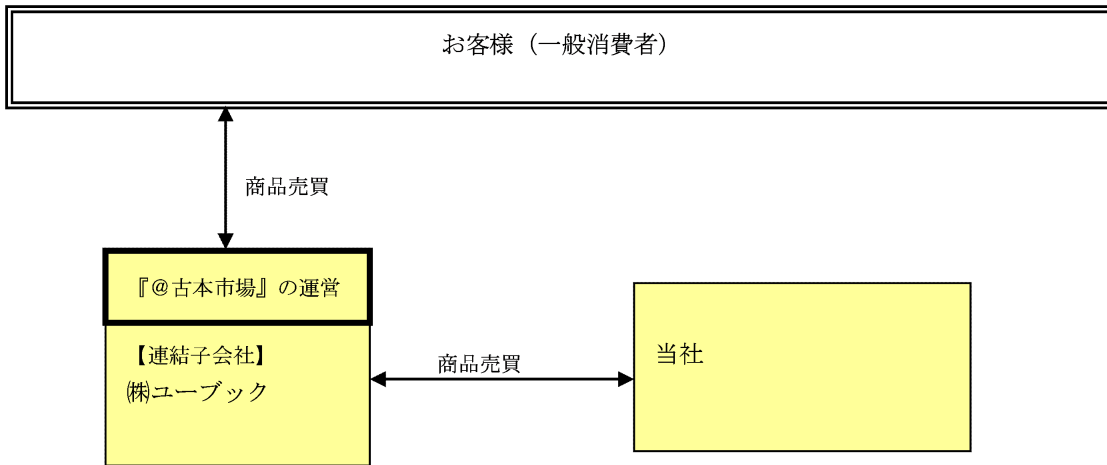 お客様（一般消費者）
商品売買
『＠古本市場』の運営
【連結子会社】
㈱ユーブック
商品売買
当社